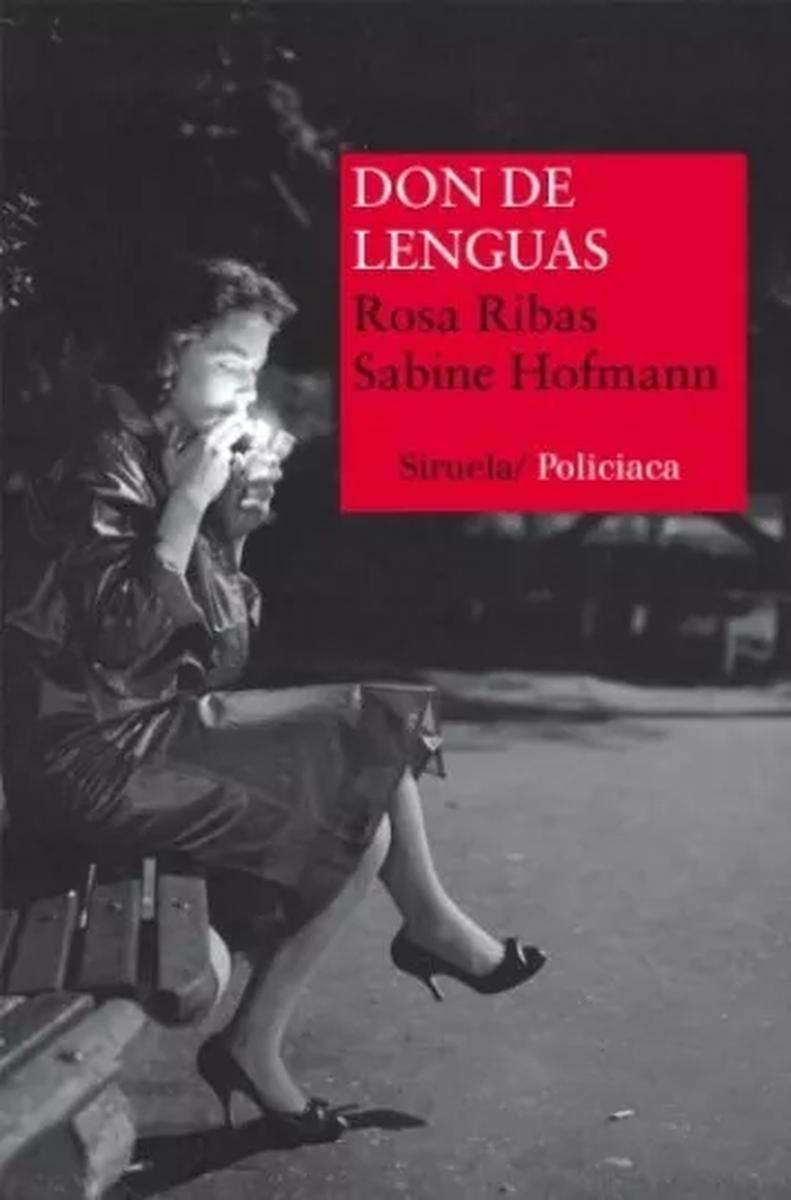 DON DE
LENGUAS
Rosa Ribas
Sabine Hofmann
Siruela/ Policiaca